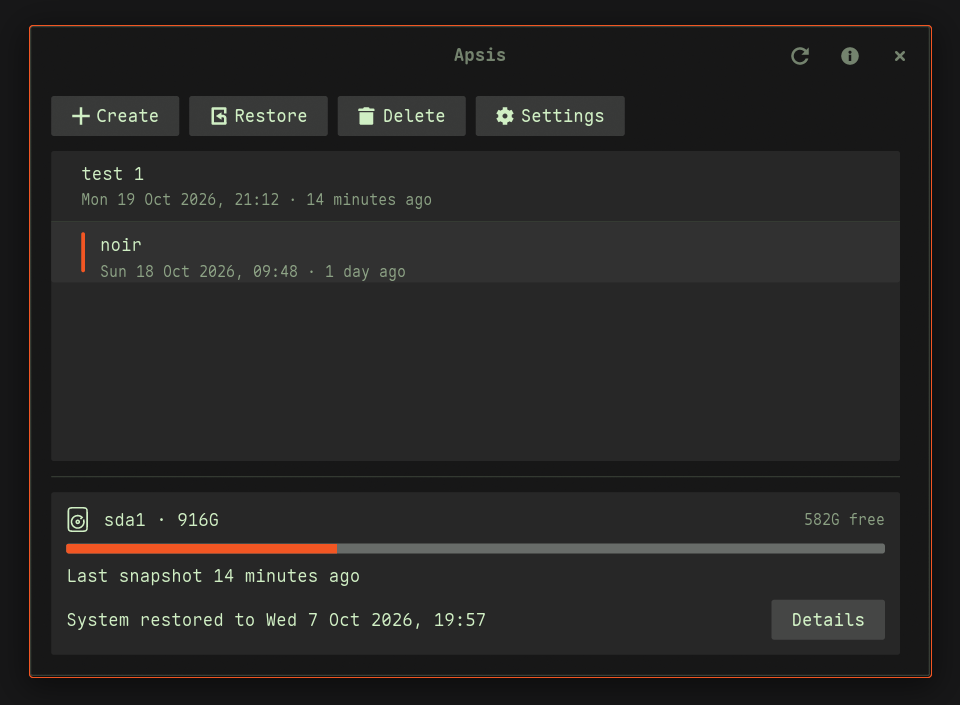 Apsis
Create Restore Delete Settings
test 1
Mon 19 Oct 2026, 21:12 · 14 minutes ago
noir
Sun 18 Oct 2026, 09:48 · 1 day ago
sda1 · 916G 582G free
Last snapshot 14 minutes ago
System restored to Wed 7 Oct 2026, 19:57 Details